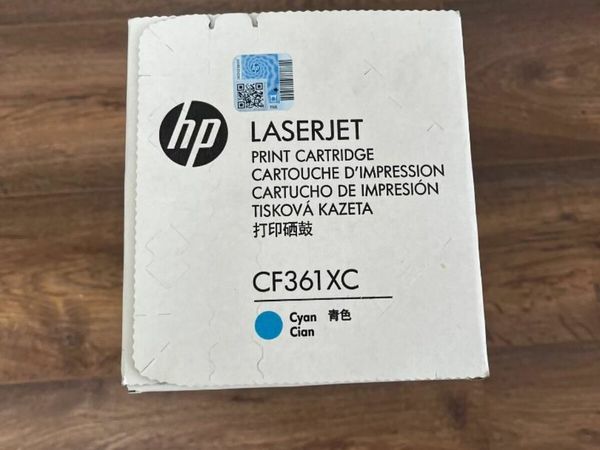 hp
LASERJET
PRINT CARTRIDGE
CARTOUCHE D'IMPRESSION
CARTUCHO DE IMPRESIÓN
TISKOVÁ KAZETA
打印硒鼓
CF361XC
Cyan 青色
Cian